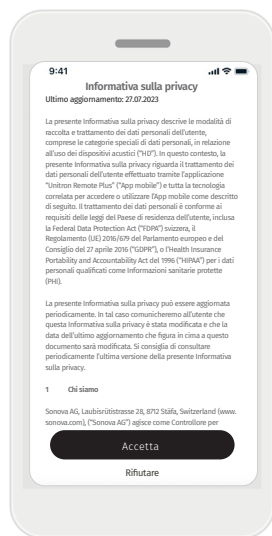 9:41
Informativa sulla privacy
Ultimo aggiornamento: 27.07.2023
La presente Informativa sulla privacy descrive le modalità di
raccolta e trattamento dei dati personali dell'utente,
comprese le categorie speciali di dati personali, in relazione
all'uso dei dispositivi acustici ("HD"). In questo contesto, la
presente Informativa sulla privacy riguarda il trattamento dei
dati personali dell'utente effettuato tramite l'applicazione
"Unitron Remote Plus" ("App mobile") e tutta la tecnologia
correlata per accedere o utilizzare l'App mobile come descritto
di seguito. Il trattamento dei dati personali è conforme ai
requisiti delle leggi del Paese di residenza dell'utente, inclusa
la Federal Data Protection Act ("FDPA") svizzera, il
Regolamento (UE) 2016/679 del Parlamento europeo e del
Consiglio del 27 aprile 2016 ("GDPR"), o l'Health Insurance
Portability and Accountability Act del 1996 ("HIPAA") per i dati
personali qualificati come Informazioni sanitarie protette
(PHI).
La presente Informativa sulla privacy può essere aggiornata
periodicamente. In tal caso comunicheremo all'utente che
questa Informativa sulla privacy è stata modificata e che la
data dell'ultimo aggiornamento che figura in cima a questo
documento sarà modificata. Si consiglia di consultare
periodicamente l'ultima versione della presente Informativa
sulla privacy.
1 Chi siamo
Sonova AG, Laubisrütistrasse 28, 8712 Stäfa, Switzerland (www.
sonova.com), ("Sonova AG") agisce come Controllore per
Accetta
Rifiutare